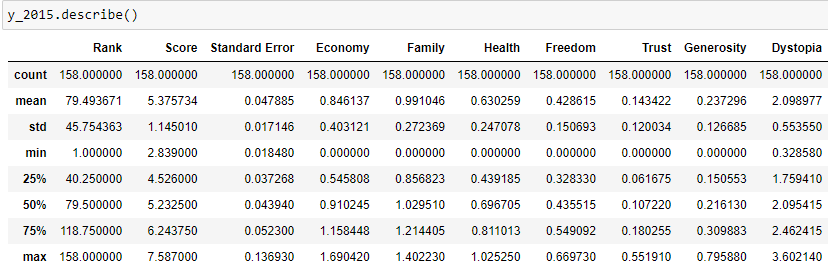 y_2015.describe()
Rank Score Standard Error Economy Family Health Freedom Trust Generosity Dystopia
count 158.000000 158.000000 158.000000 158.000000 158.000000 158.000000 158.000000 158.000000 158.000000 158.000000
mean 79.493671 5.375734 0.047885 0.846137 0.991046 0.630259 0.428615 0.143422 0.237296 2.098977
std 45.754363 1.145010 0.017146 0.403121 0.272369 0.247078 0.150693 0.120034 0.126685 0.553550
min 1.000000 2.839000 0.018480 0.000000 0.000000 0.000000 0.000000 0.000000 0.000000 0.328580
25% 40.250000 4.526000 0.037268 0.545808 0.856823 0.439185 0.328330 0.061675 0.150553 1.759410
50% 79.500000 5.232500 0.043940 0.910245 1.029510 0.696705 0.435515 0.107220 0.216130 2.095415
75% 118.750000 6.243750 0.052300 1.158448 1.214405 0.811013 0.549092 0.180255 0.309883 2.462415
max 158.000000 7.587000 0.136930 1.690420 1.402230 1.025250 0.669730 0.551910 0.795880 3.602140